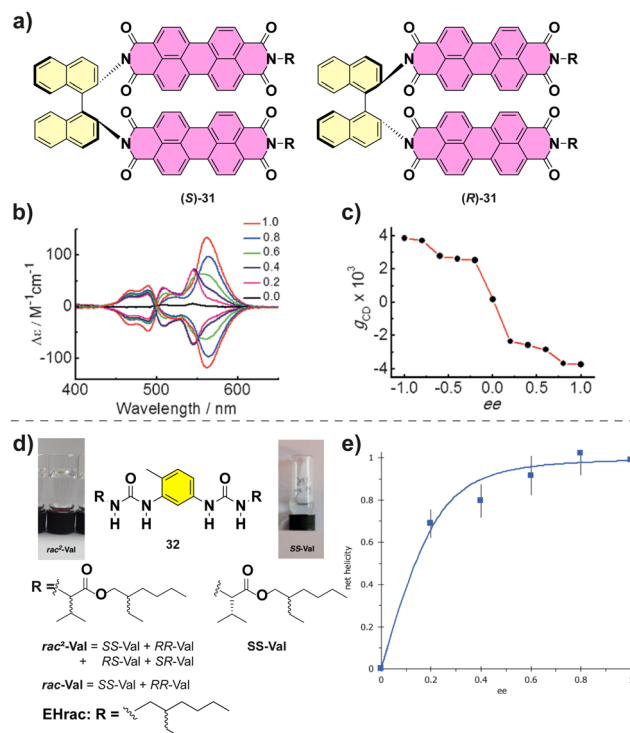 a)
O O O O
N N-R
O O O O
N N-R
O O O O
(S)-31
O O
N N-R
O O
O O
N N-R
O O
(R)-31
b)
100
0
-100
Δε / M⁻¹cm⁻¹
400 450 500 550 600
Wavelength / nm
1.0
0.8
0.6
0.4
0.2
0.0
c)
4
2
0
-2
-4
g_CD x 10³
-1.0 -0.5 0.0 0.5 1.0
ee
d)
rac²-Val
R O O R
N N N N
H H H H
32
SS-Val
R = O
O
O
O
rac²-Val = SS-Val + RR-Val
+ RS-Val + SR-Val
SS-Val
rac-Val = SS-Val + RR-Val
EHrac: R =
e)
1
0.8
0.6
0.4
0.2
0
net helicity
0 0.2 0.4 0.6 0.8
ee